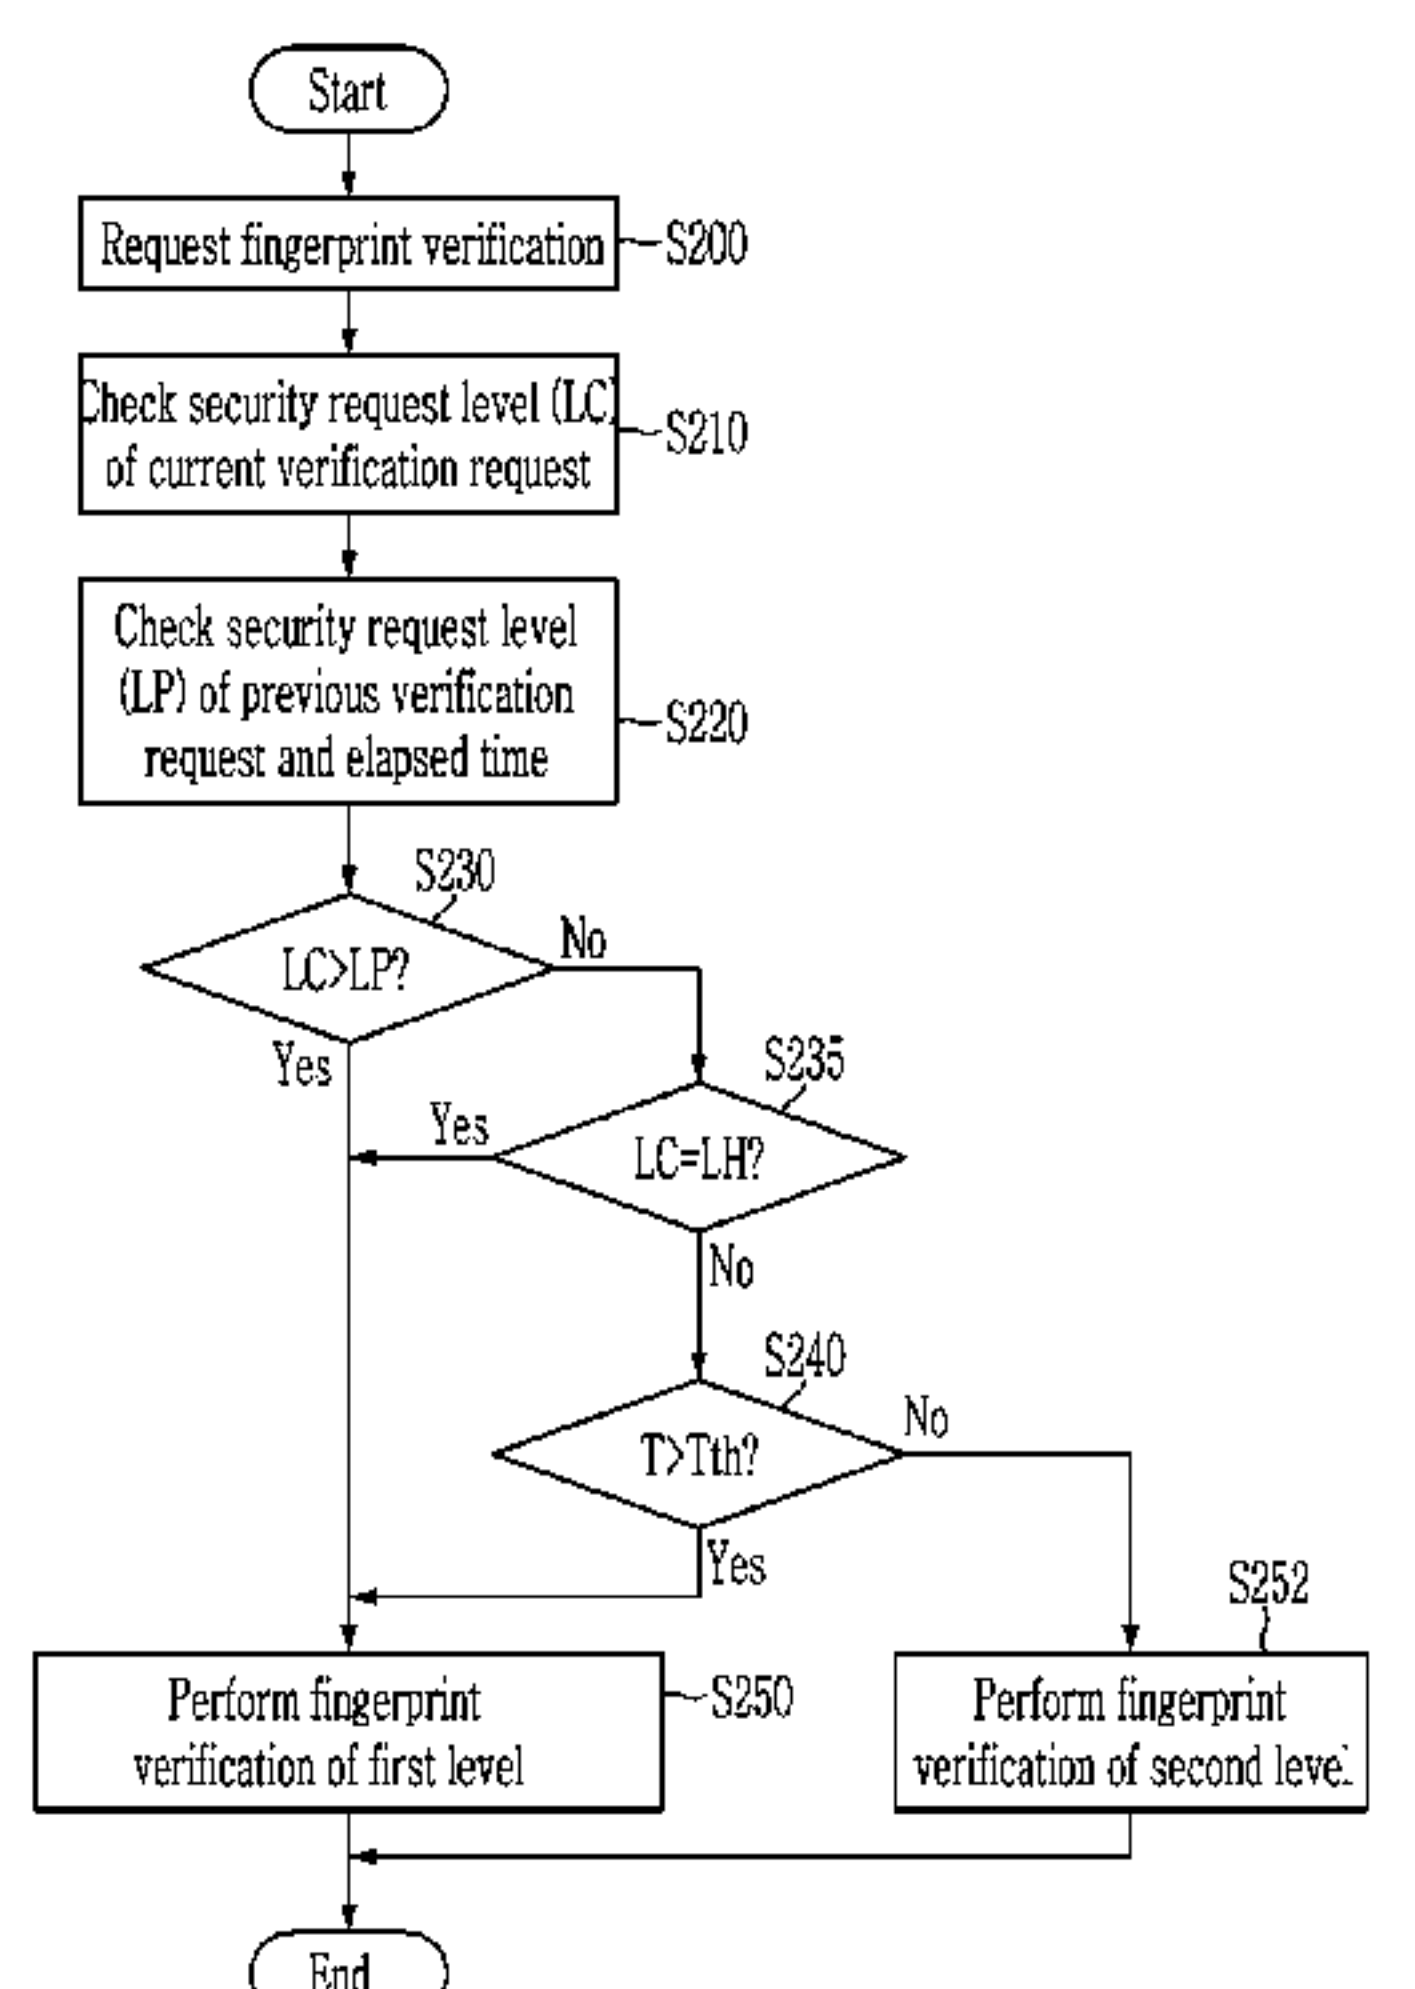 Start
Request fingerprint verification
S200
Check security request level (LC)
of current verification request
S210
Check security request level
(LP) of previous verification
request and elapsed time
S220
S230
LC>LP?
No
Yes
S235
LC=LH?
Yes
No
S240
T>Tth?
No
Yes
S252
Perform fingerprint
verification of first level
S250
Perform fingerprint
verification of second level
End